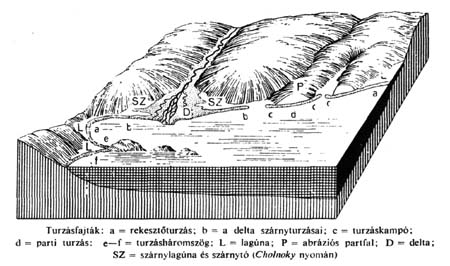 P
c
a
SZ
S
SZ
D
b
c
d
c
L
a
b
e
f
Turzásfajták: a = rekesztőturzás; b = a delta szárnyturzásai; c = turzáskampó;
d = parti turzás: e—f = turzásháromszög; L = lagúna; P = abráziós partfal; D = delta;
SZ = szárnylagúna és szárnytó (Cholnoky nyomán)